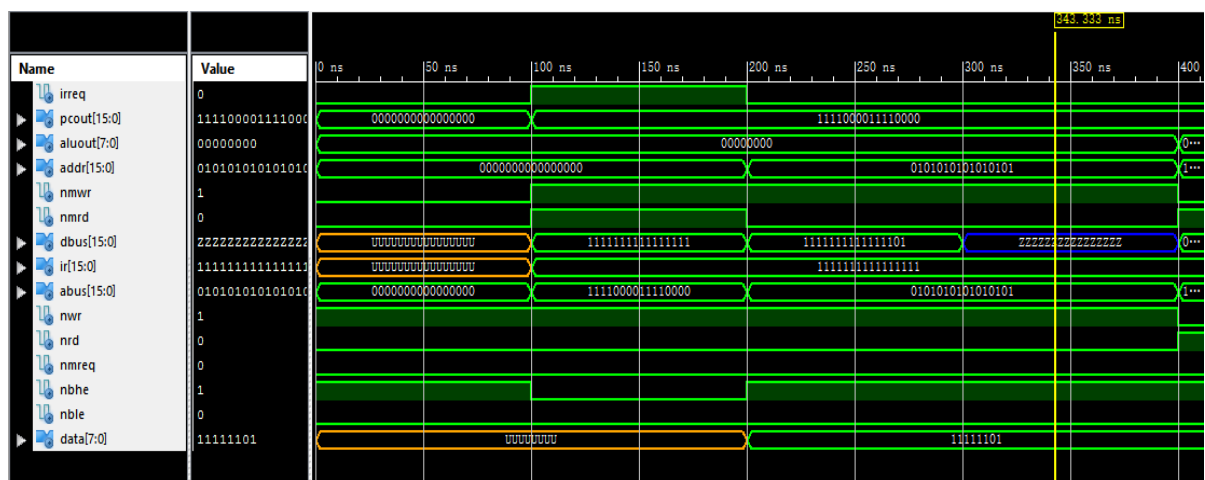 343.333 ns
Name Value 0 ns 50 ns 100 ns 150 ns 200 ns 250 ns 300 ns 350 ns 400
irreq 0
pcout[15:0] 111100001111000 0000000000000000 1111000011110000
aluout[7:0] 00000000 00000000 0...
addr[15:0] 010101010101010 0000000000000000 0101010101010101 1...
nmwr 1
nmrd 0
dbus[15:0] ZZZZZZZZZZZZZZZ UUUUUUUUUUUUUUUU 1111111111111111 1111111111111101 ZZZZZZZZZZZZZZZZ 0...
ir[15:0] 111111111111111 UUUUUUUUUUUUUUUU 1111111111111111
abus[15:0] 010101010101010 0000000000000000 1111000011110000 0101010101010101 1...
nwr 1
nrd 0
nmreq 0
nbhe 1
nble 0
data[7:0] 11111101 UUUUUUUU 11111101